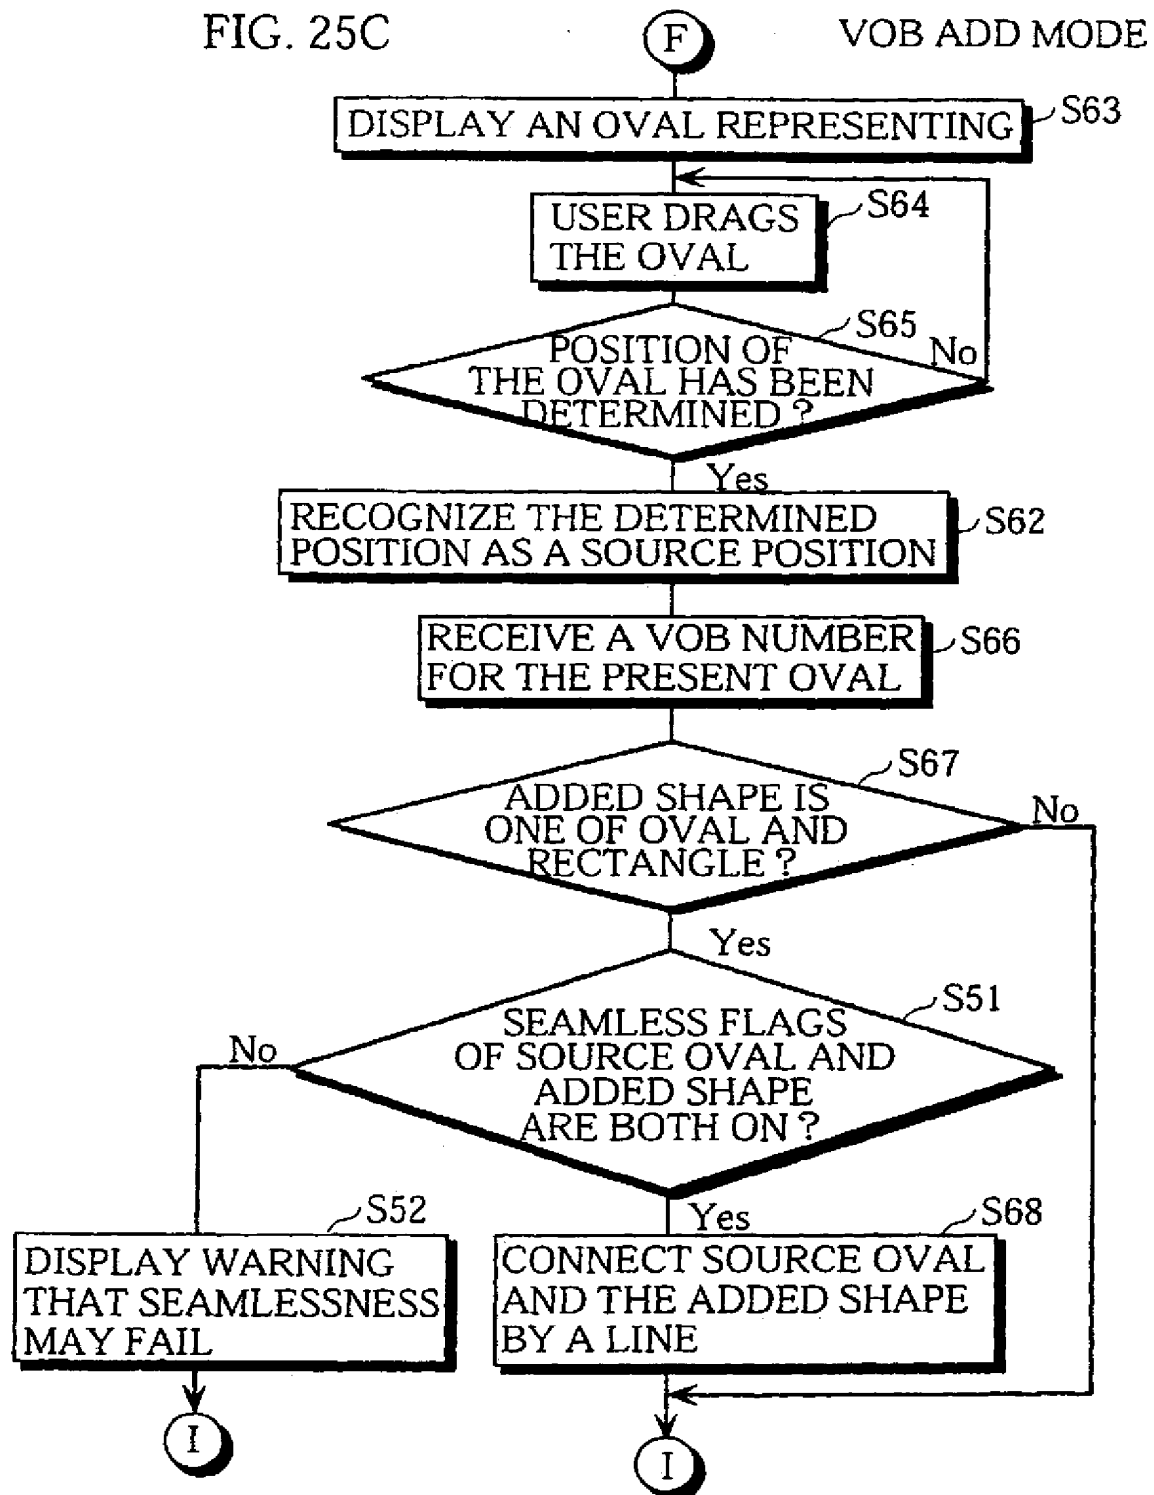 FIG. 25C
F
VOB ADD MODE
DISPLAY AN OVAL REPRESENTING
S63
USER DRAGS
THE OVAL
S64
POSITION OF
THE OVAL HAS BEEN
DETERMINED ?
S65
No
Yes
RECOGNIZE THE DETERMINED
POSITION AS A SOURCE POSITION
S62
RECEIVE A VOB NUMBER
FOR THE PRESENT OVAL
S66
ADDED SHAPE IS
ONE OF OVAL AND
RECTANGLE ?
S67
No
Yes
SEAMLESS FLAGS
OF SOURCE OVAL AND
ADDED SHAPE
ARE BOTH ON ?
S51
No
Yes
DISPLAY WARNING
THAT SEAMLESSNESS
MAY FAIL
S52
CONNECT SOURCE OVAL
AND THE ADDED SHAPE
BY A LINE
S68
I
I